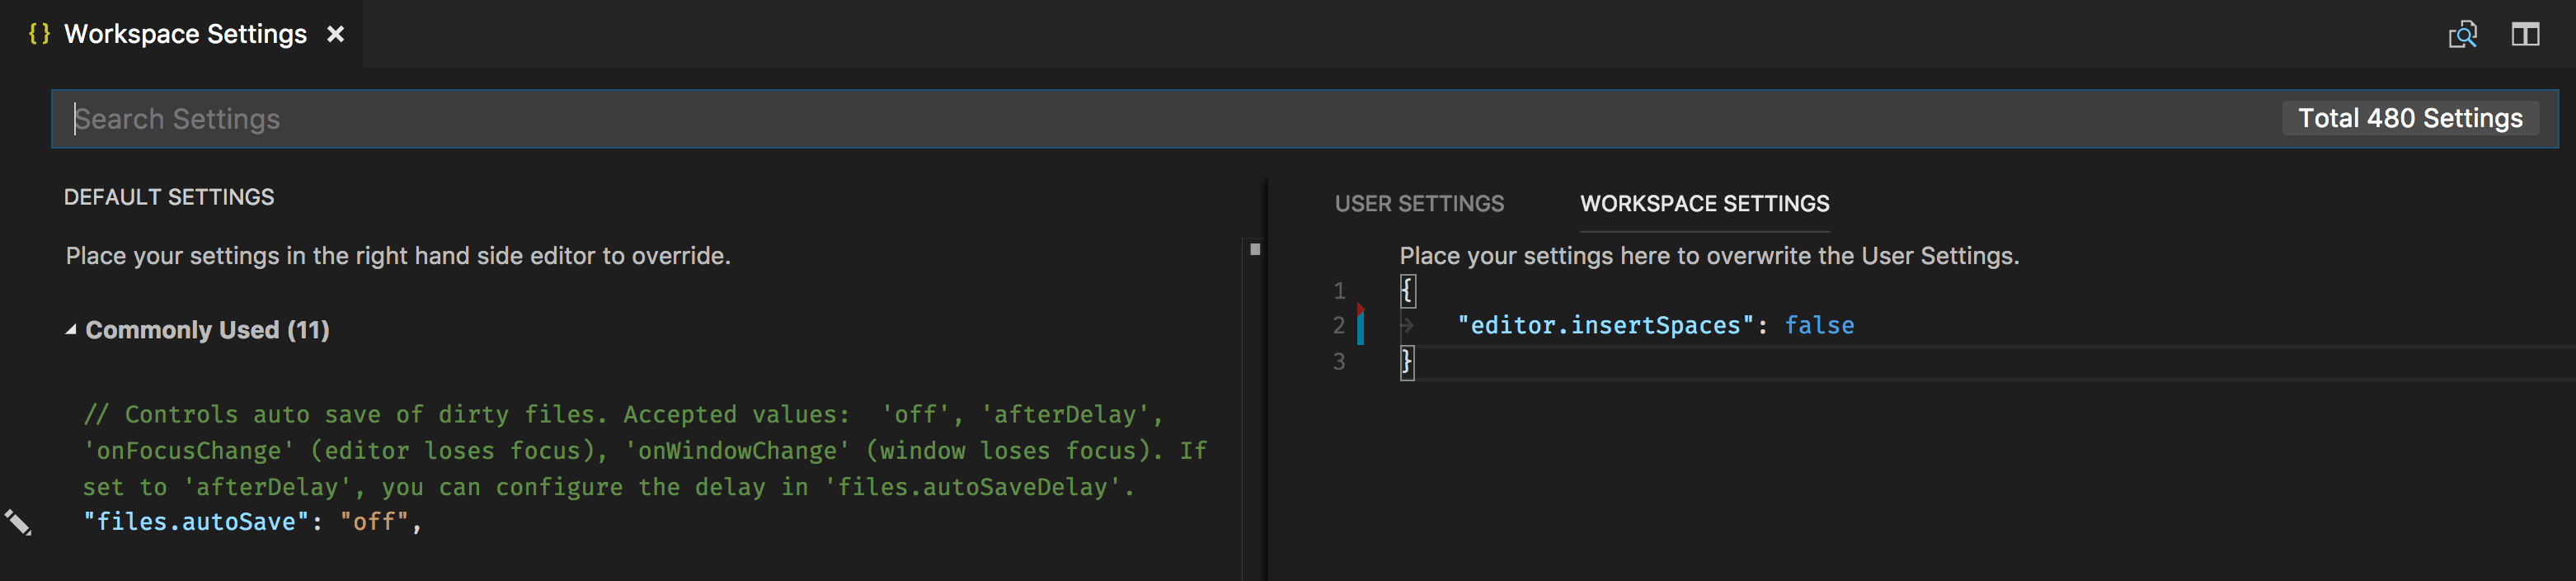 {} Workspace Settings ×
Search Settings
Total 480 Settings
DEFAULT SETTINGS
Place your settings in the right hand side editor to override.
Commonly Used (11)
// Controls auto save of dirty files. Accepted values:  'off', 'afterDelay',
'onFocusChange' (editor loses focus), 'onWindowChange' (window loses focus). If
set to 'afterDelay', you can configure the delay in 'files.autoSaveDelay'.
"files.autoSave": "off",
USER SETTINGS
WORKSPACE SETTINGS
Place your settings here to overwrite the User Settings.
1 {
2 "editor.insertSpaces": false
3 }